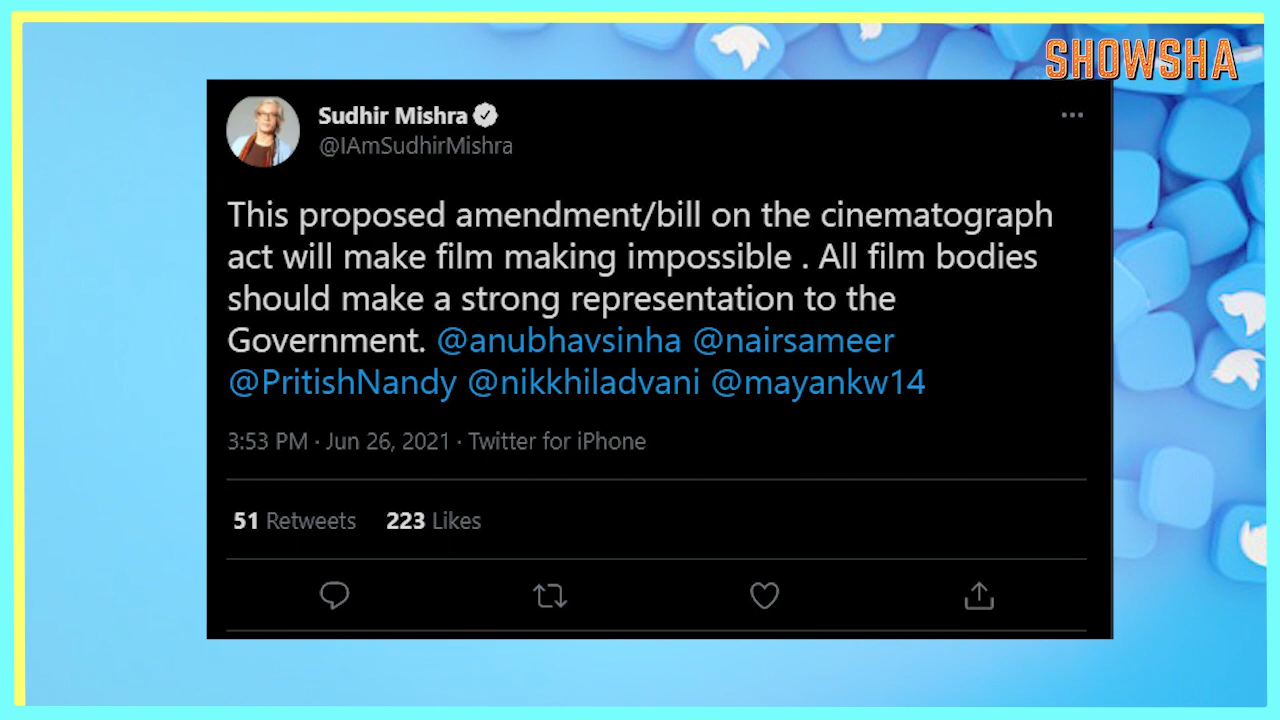 SHOWSHA
Sudhir Mishra
@IAmSudhirMishra
This proposed amendment/bill on the cinematograph
act will make film making impossible . All film bodies
should make a strong representation to the
Government. @anubhavsinha @nairsameer
@PritishNandy @nikkhiladvani @mayankw14
3:53 PM · Jun 26, 2021 · Twitter for iPhone
51 Retweets 223 Likes